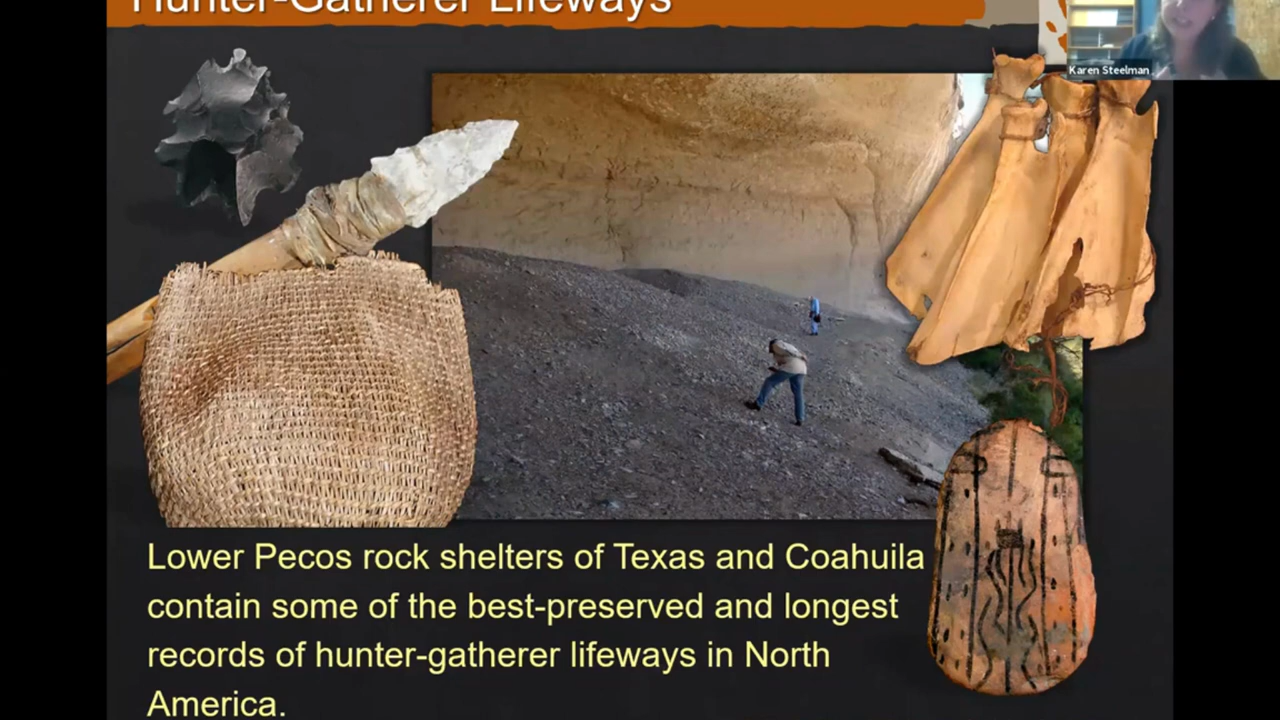 Hunter-Gatherer Lifeways
Karen Steelman
Lower Pecos rock shelters of Texas and Coahuila
contain some of the best-preserved and longest
records of hunter-gatherer lifeways in North
America.